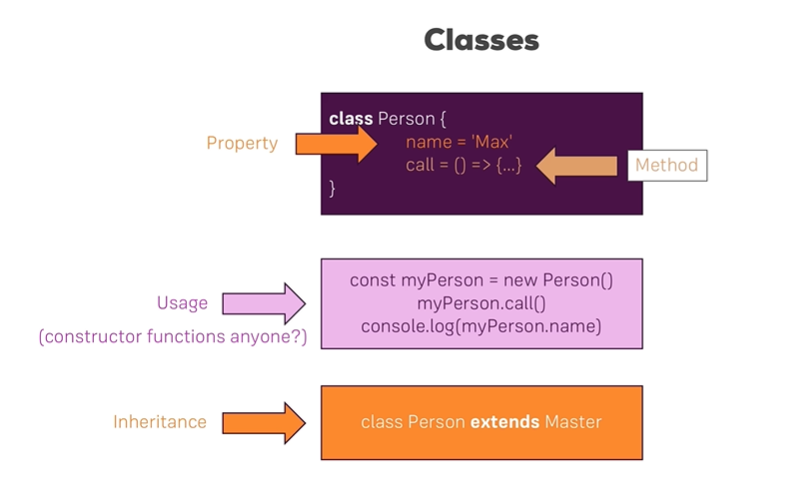 Classes
class Person {
Property
name = 'Max'
call = () => {...}
Method
}
const myPerson = new Person()
Usage
myPerson.call()
(constructor functions anyone?)
console.log(myPerson.name)
Inheritance
class Person extends Master